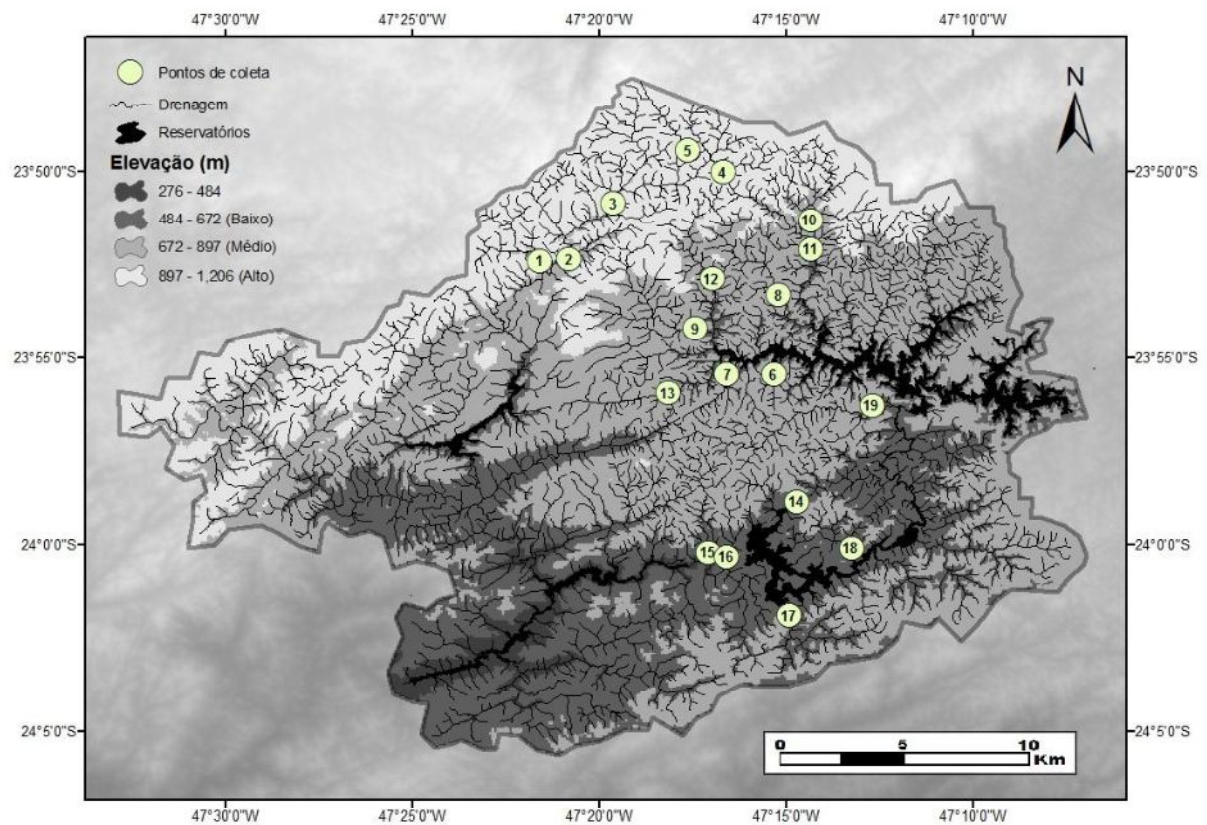 47°30'0"W 47°25'0"W 47°20'0"W 47°15'0"W 47°10'0"W
Pontos de coleta
Drenagem
Reservatórios
Elevação (m)
276 - 484
484 - 672 (Baixo)
672 - 897 (Médio)
897 - 1,206 (Alto)
N
23°50'0"S 23°50'0"S
23°55'0"S 23°55'0"S
24°0'0"S 24°0'0"S
24°5'0"S 24°5'0"S
5
4
3
10
11
1 2
12
8
9
7 6
13
19
14
15 16 18
17
0 5 10
Km
47°30'0"W 47°25'0"W 47°20'0"W 47°15'0"W 47°10'0"W